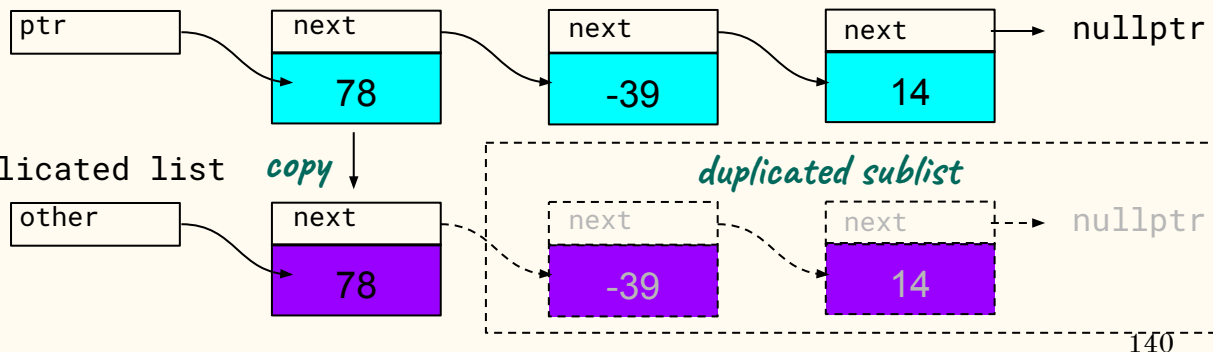 ptr next next next nullptr
78 -39 14
licated list copy duplicated sublist
other next next next nullptr
78 -39 14
140